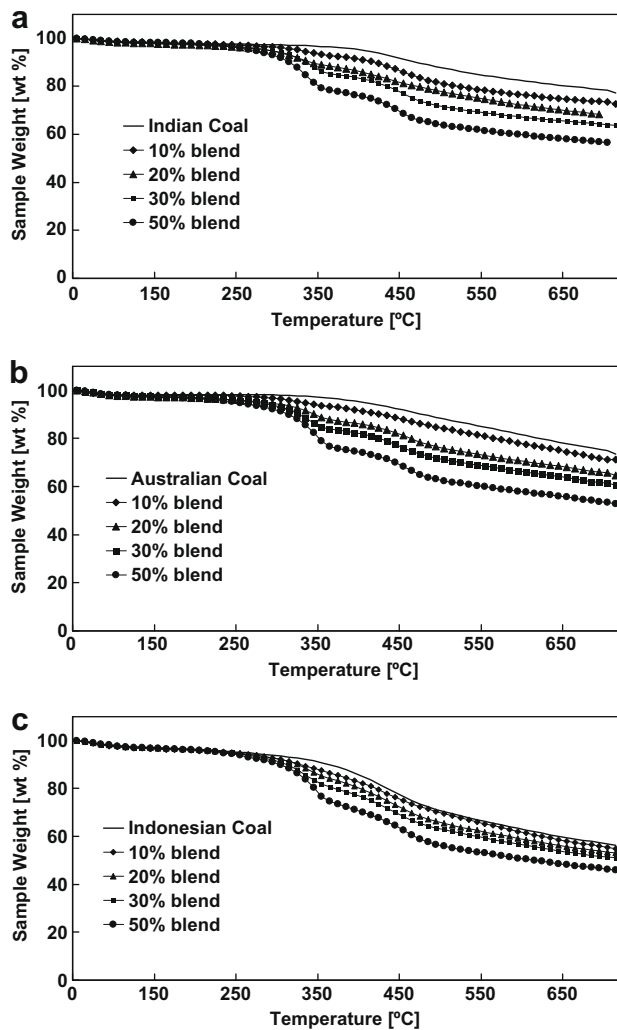 a
100
80
60
40
20
0
Sample Weight [wt %]
Indian Coal
10% blend
20% blend
30% blend
50% blend
0 150 250 350 450 550 650
Temperature [ºC]
b
100
80
60
40
20
0
Sample Weight [wt %]
Australian Coal
10% blend
20% blend
30% blend
50% blend
0 150 250 350 450 550 650
Temperature [ºC]
c
100
80
60
40
20
0
Sample Weight [wt %]
Indonesian Coal
10% blend
20% blend
30% blend
50% blend
0 150 250 350 450 550 650
Temperature [ºC]